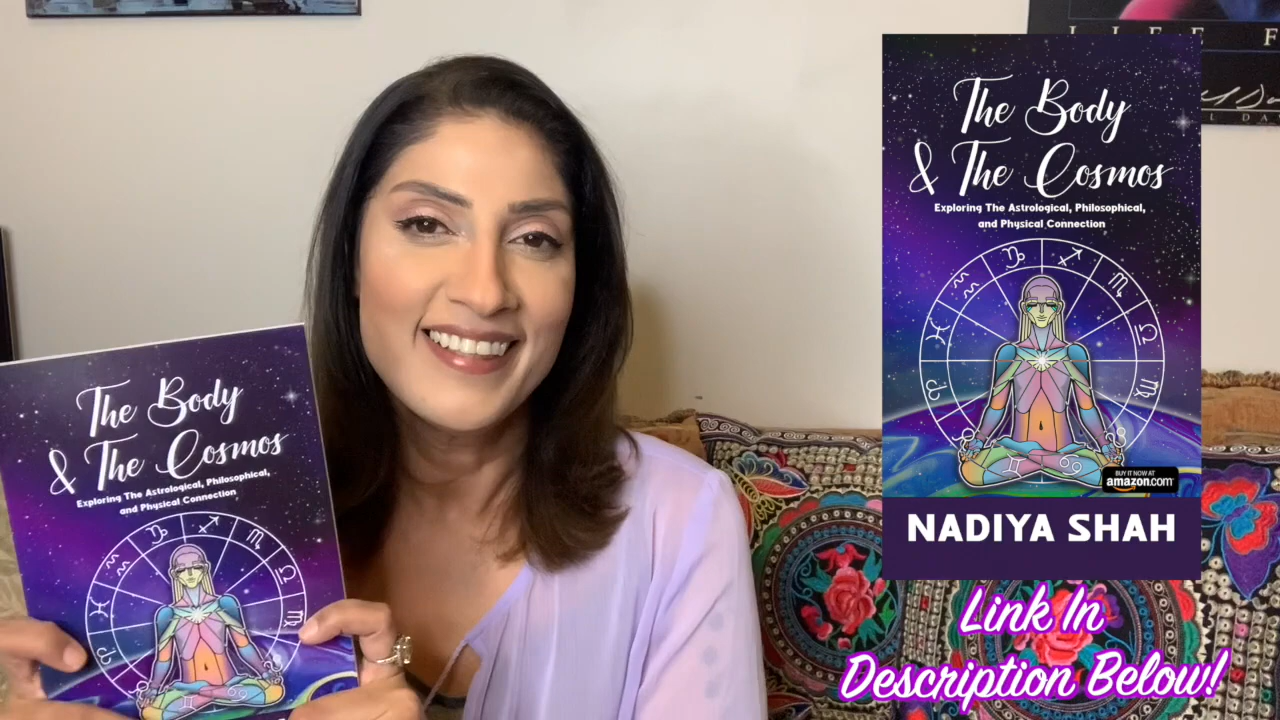 The Body
& The Cosmos
Exploring The Astrological, Philosophical,
and Physical Connection
The Body
& The Cosmos
Exploring The Astrological, Philosophical,
and Physical Connection
BUY IT NOW AT
amazon.com
NADIYA SHAH
Link In
Description Below!